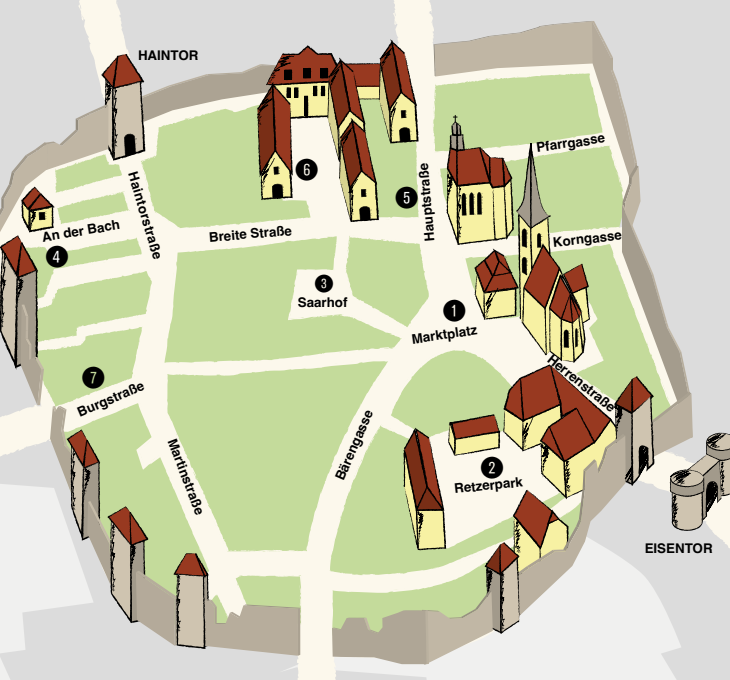 HAINTOR
Pfarrgasse
Haintorstraße
6
5
Hauptstraße
An der Bach
Breite Straße
Korngasse
4
3
Saarhof
1
Marktplatz
7
Burgstraße
Herrenstraße
Martinstraße
Bärengasse
2
Retzerpark
EISENTOR